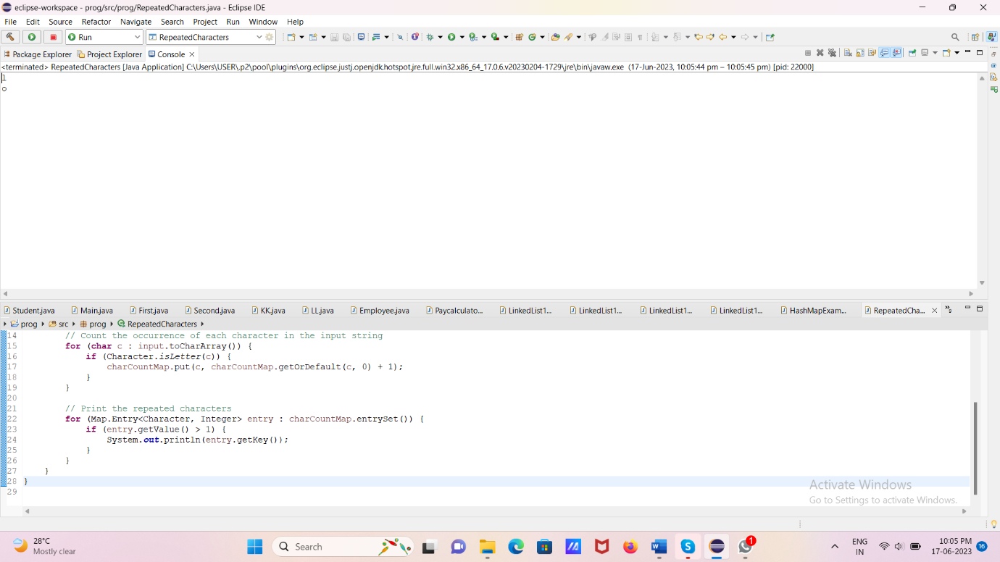 eclipse-workspace - prog/src/prog/RepeatedCharacters.java - Eclipse IDE
File Edit Source Refactor Navigate Search Project Run Window Help
Run RepeatedCharacters
Package Explorer Project Explorer Console
<terminated> RepeatedCharacters [Java Application] C:\Users\USER\.p2\pool\plugins\org.eclipse.justj.openjdk.hotspot.jre.full.win32.x86_64_17.0.6.v20230204-1729\jre\bin\javaw.exe (17-Jun-2023, 10:05:44 pm – 10:05:45 pm) [pid: 22000]
l
o
Student.java Main.java First.java Second.java KK.java LL.java Employee.java Paycalculato... LinkedList1... LinkedList1... LinkedList1... LinkedList1... HashMapExam... RepeatedCha... »9
prog src prog RepeatedCharacters
14 // Count the occurrence of each character in the input string
15 for (char c : input.toCharArray()) {
16 if (Character.isLetter(c)) {
17 charCountMap.put(c, charCountMap.getOrDefault(c, 0) + 1);
18 }
19 }
20
21 // Print the repeated characters
22 for (Map.Entry<Character, Integer> entry : charCountMap.entrySet()) {
23 if (entry.getValue() > 1) {
24 System.out.println(entry.getKey());
25 }
26 }
27 }
28 }
29
Activate Windows
Go to Settings to activate Windows.
28°C
Mostly clear
Search
1
ENG
IN
10:05 PM
17-06-2023
16